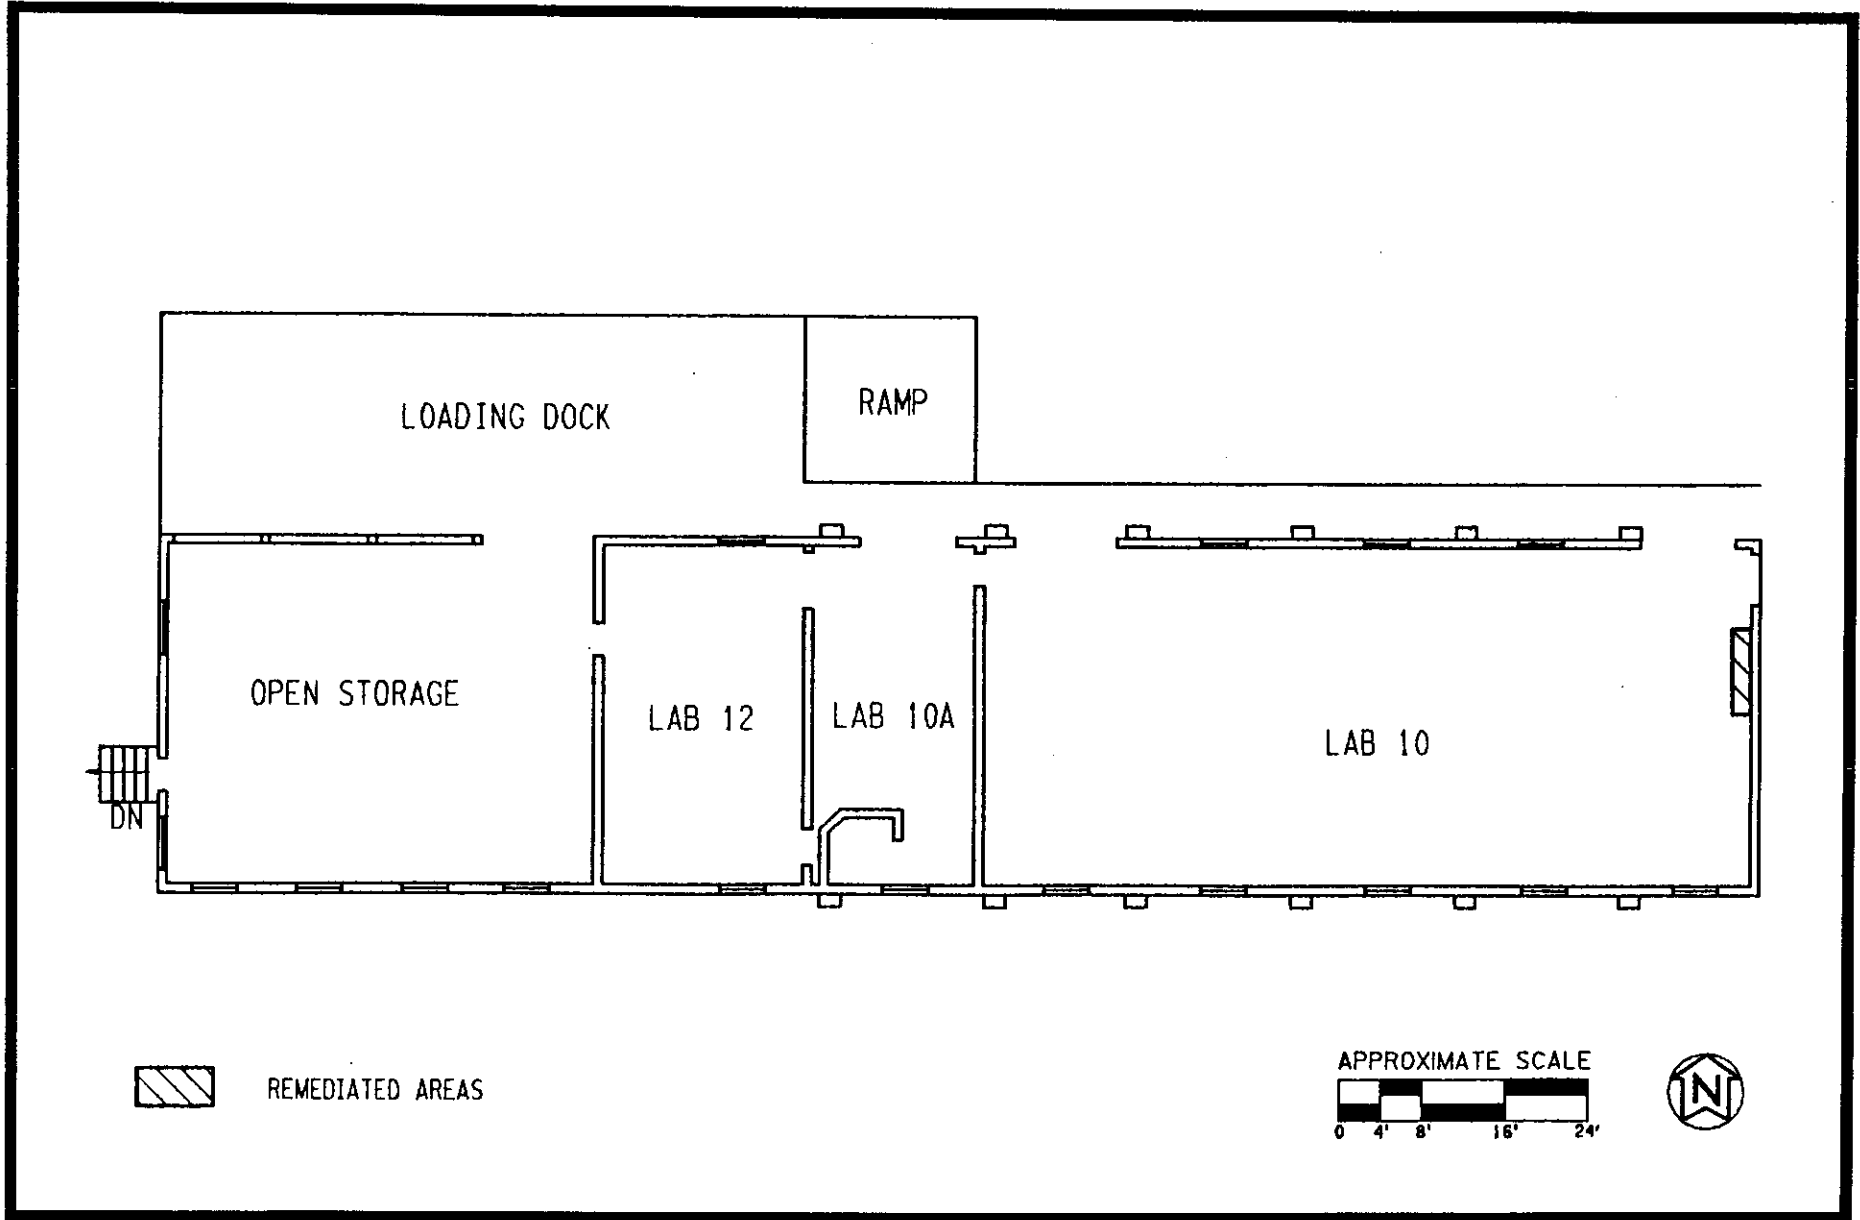 LOADING DOCK
RAMP
OPEN STORAGE
LAB 12
LAB 10A
LAB 10
DN
REMEDIATED AREAS
APPROXIMATE SCALE
0 4' 8' 16' 24'
N